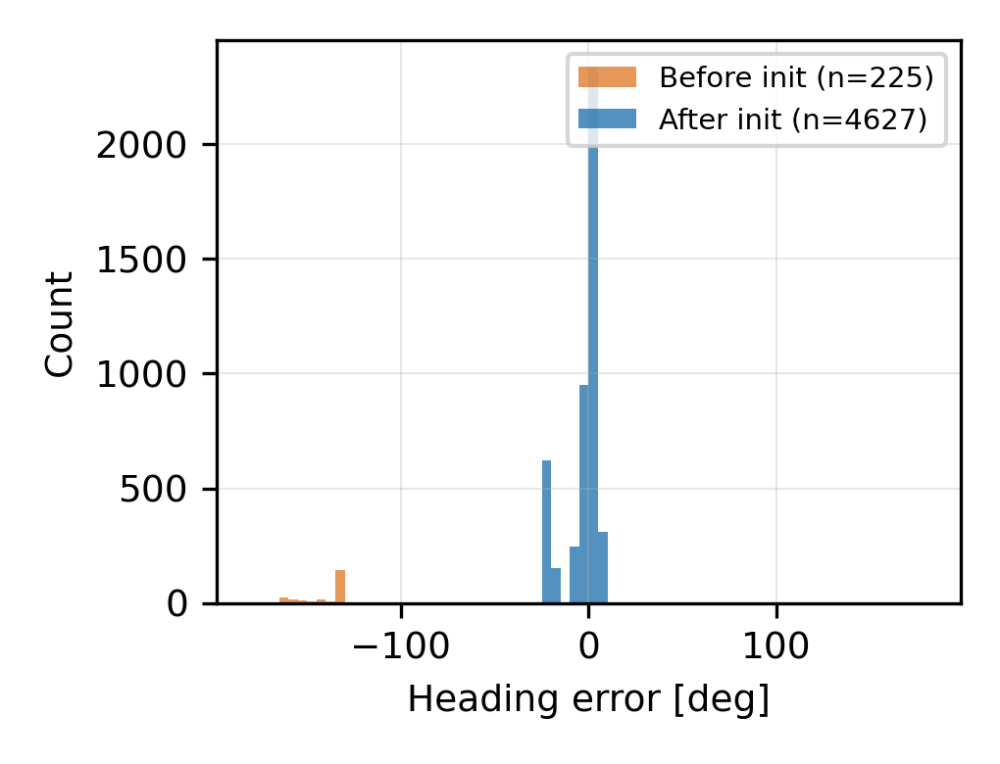 Before init (n=225)
After init (n=4627)
2000
1500
1000
500
0
Count
−100
0
100
Heading error [deg]